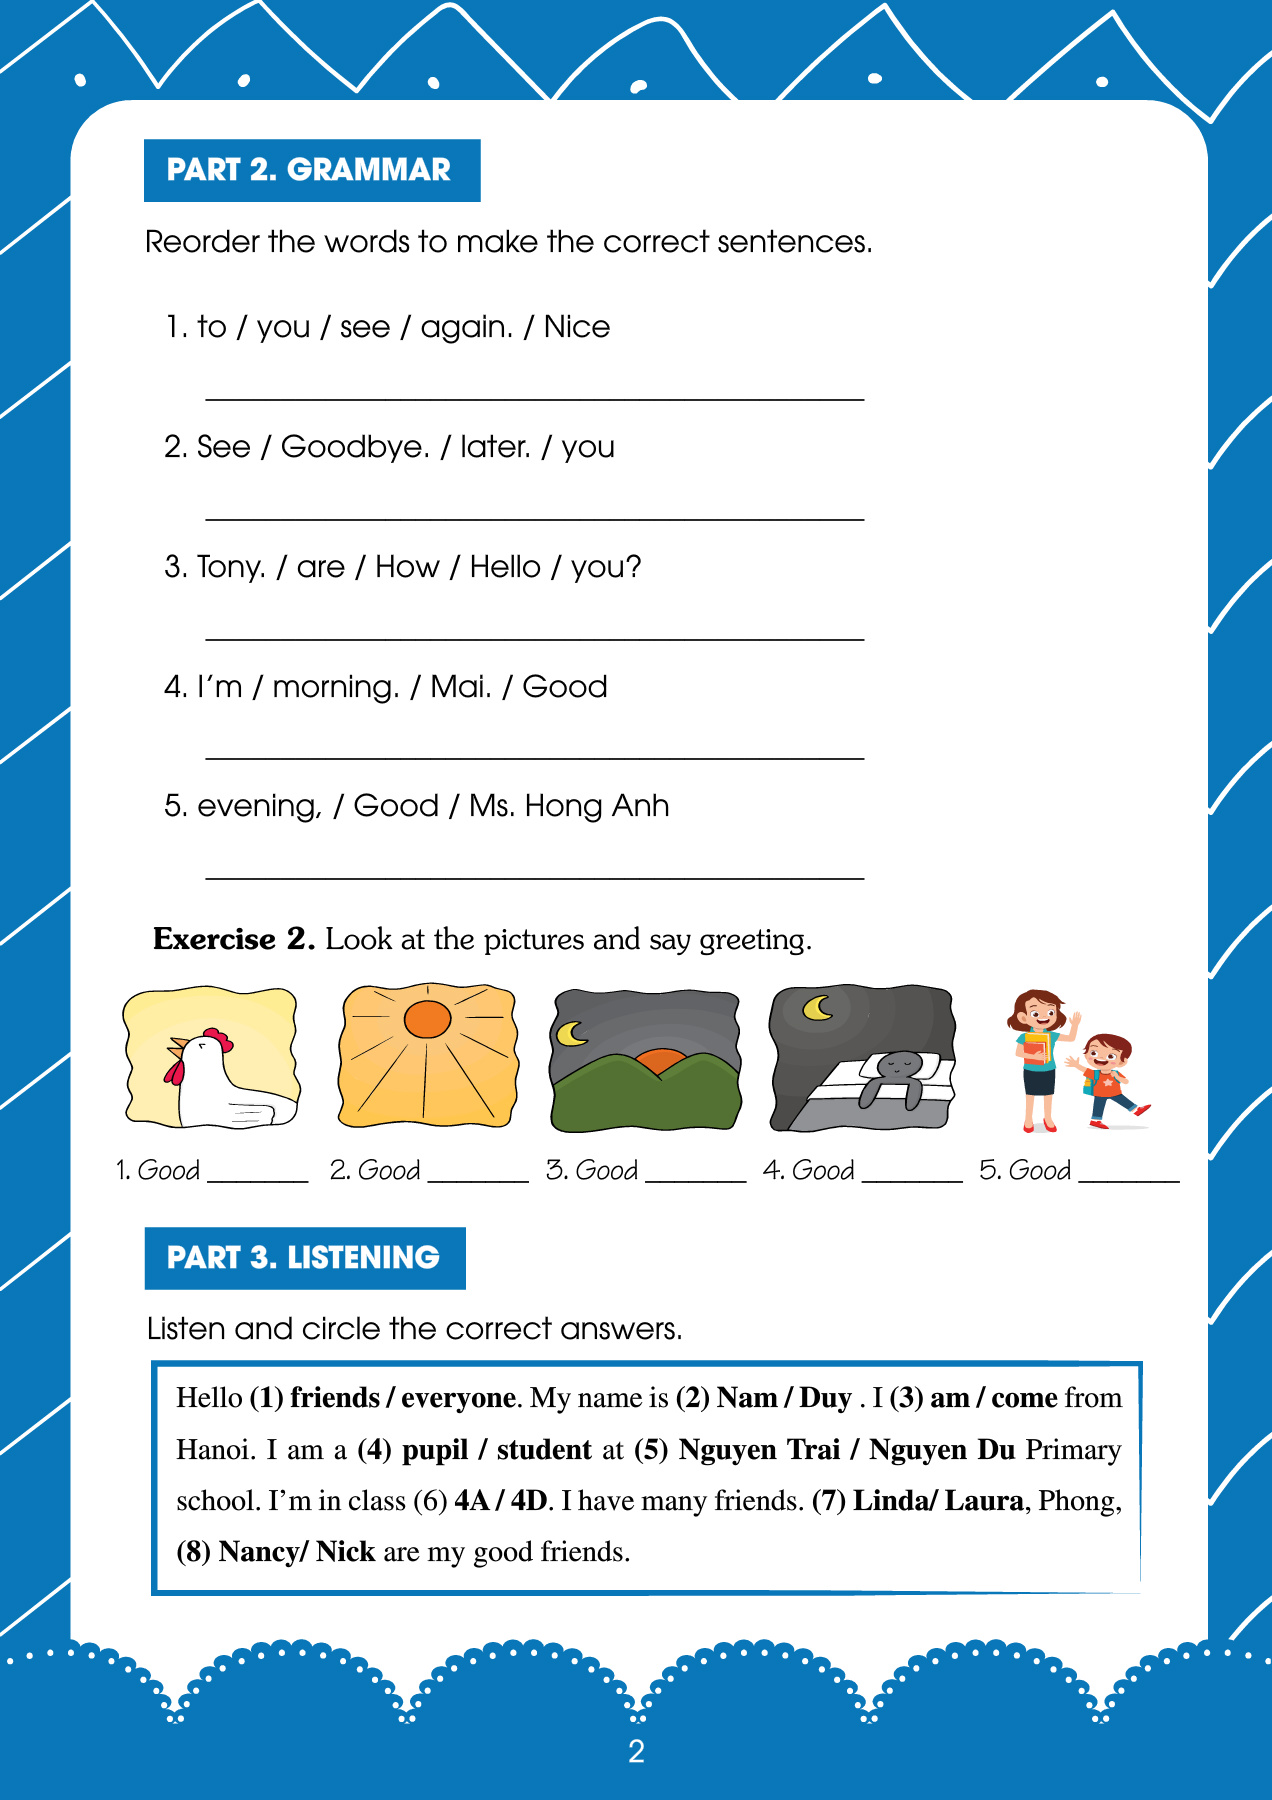 PART 2. GRAMMAR
Reorder the words to make the correct sentences.
1. to / you / see / again. / Nice
2. See / Goodbye. / later. / you
3. Tony. / are / How / Hello / you?
4. I'm / morning. / Mai. / Good
5. evening, / Good / Ms. Hong Anh
Exercise 2. Look at the pictures and say greeting.
1. Good _______ 2. Good _______ 3. Good _______ 4. Good _______ 5. Good _______
PART 3. LISTENING
Listen and circle the correct answers.
Hello (1) friends / everyone. My name is (2) Nam / Duy . I (3) am / come from
Hanoi. I am a (4) pupil / student at (5) Nguyen Trai / Nguyen Du Primary
school. I'm in class (6) 4A / 4D. I have many friends. (7) Linda/ Laura, Phong,
(8) Nancy/ Nick are my good friends.
2